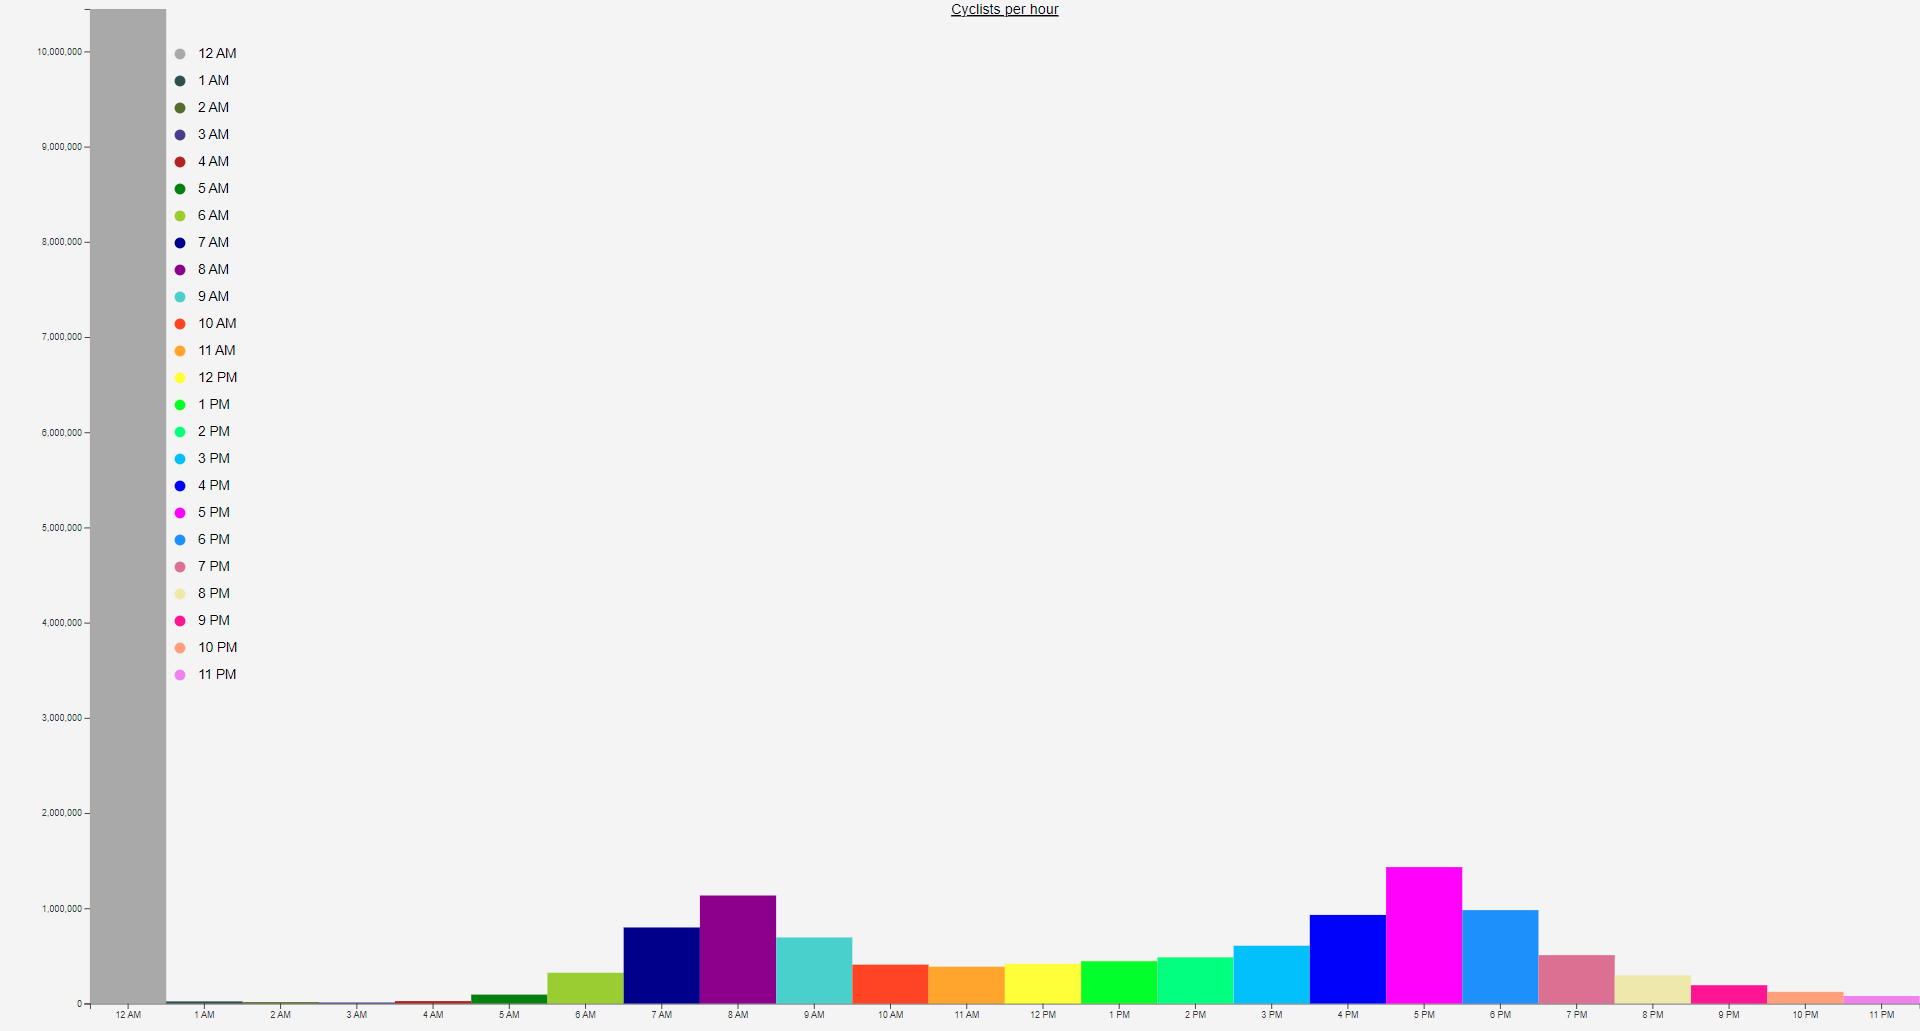 Cyclists per hour
10,000,000
9,000,000
8,000,000
7,000,000
6,000,000
5,000,000
4,000,000
3,000,000
2,000,000
1,000,000
0
12 AM
1 AM
2 AM
3 AM
4 AM
5 AM
6 AM
7 AM
8 AM
9 AM
10 AM
11 AM
12 PM
1 PM
2 PM
3 PM
4 PM
5 PM
6 PM
7 PM
8 PM
9 PM
10 PM
11 PM
12 AM 1 AM 2 AM 3 AM 4 AM 5 AM 6 AM 7 AM 8 AM 9 AM 10 AM 11 AM 12 PM 1 PM 2 PM 3 PM 4 PM 5 PM 6 PM 7 PM 8 PM 9 PM 10 PM 11 PM